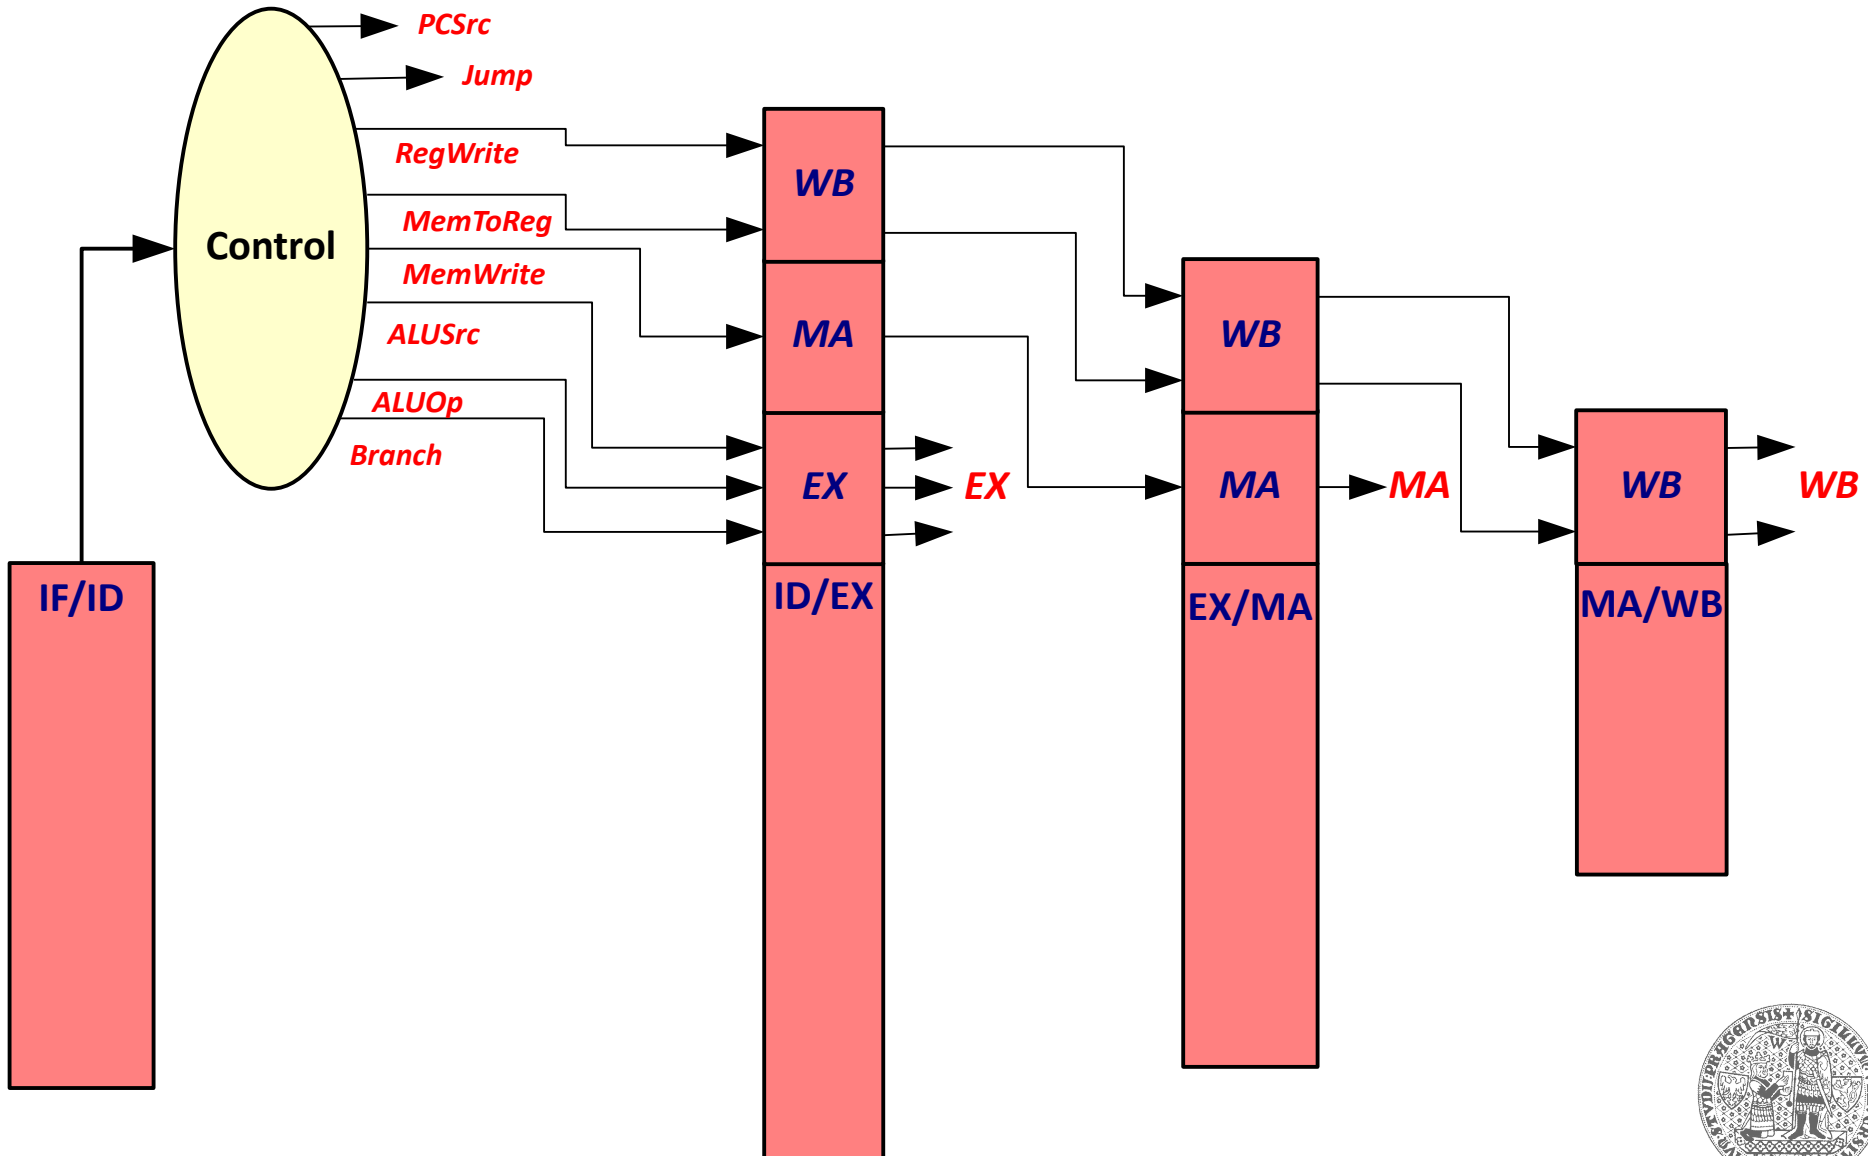 PCSrc
Jump
RegWrite
MemToReg
MemWrite
ALUSrc
ALUOp
Branch
Control
IF/ID
WB
MA
EX
ID/EX
EX
WB
MA
EX/MA
MA
WB
MA/WB
WB